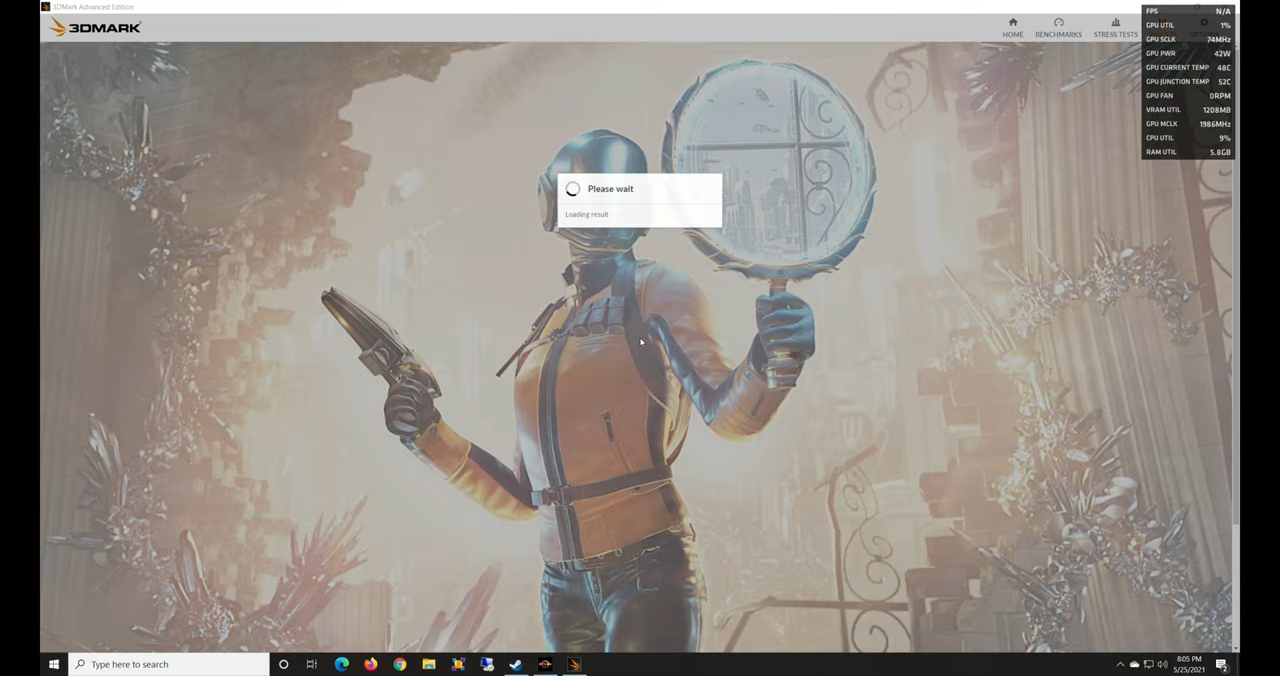 3DMark Advanced Edition
3DMARK
HOME
BENCHMARKS
STRESS TESTS
FPS N/A
GPU UTIL 1%
GPU SCLK 74MHz
GPU PWR 42W
GPU CURRENT TEMP 48C
GPU JUNCTION TEMP 52C
GPU FAN 0RPM
VRAM UTIL 1208MB
GPU MCLK 1986MHz
CPU UTIL 9%
RAM UTIL 5.8GB
Please wait
Loading result
Type here to search
8:05 PM
5/25/2021
2